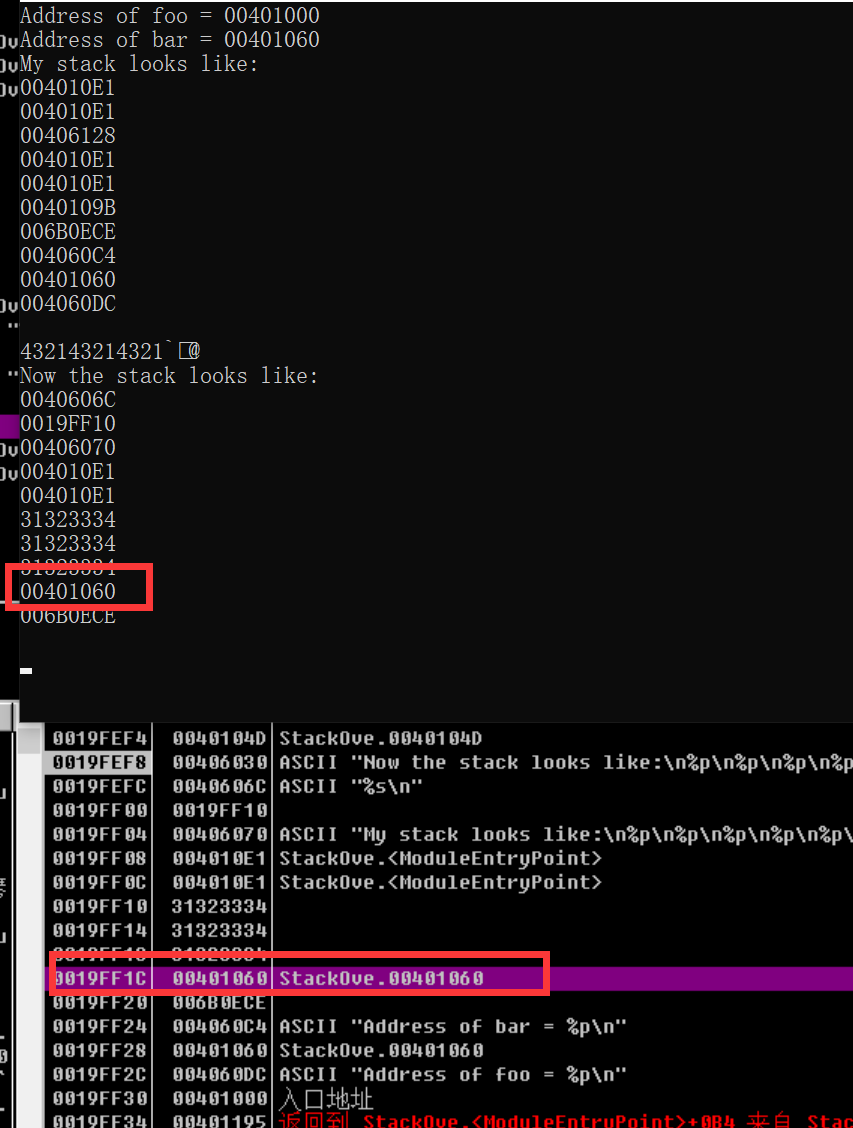 Address of foo = 00401000
Address of bar = 00401060
My stack looks like:
004010E1
004010E1
00406128
004010E1
004010E1
0040109B
006B0ECE
004060C4
00401060
004060DC
432143214321`□@
Now the stack looks like:
0040606C
0019FF10
00406070
004010E1
004010E1
31323334
31323334
31323334
00401060
006B0ECE
0019FEF4 0040104D StackOve.0040104D
0019FEF8 00406030 ASCII "Now the stack looks like:\n%p\n%p\n%p\n%p
0019FEFC 0040606C ASCII "%s\n"
0019FF00 0019FF10
0019FF04 00406070 ASCII "My stack looks like:\n%p\n%p\n%p\n%p\n%p\
0019FF08 004010E1 StackOve.<ModuleEntryPoint>
0019FF0C 004010E1 StackOve.<ModuleEntryPoint>
0019FF10 31323334
0019FF14 31323334
0019FF18 31323334
0019FF1C 00401060 StackOve.00401060
0019FF20 006B0ECE
0019FF24 004060C4 ASCII "Address of bar = %p\n"
0019FF28 00401060 StackOve.00401060
0019FF2C 004060DC ASCII "Address of foo = %p\n"
0019FF30 00401000 入口地址
0019FF34 00401195 返回到 StackOve.<ModuleEntryPoint>+0B4 来自 Stac